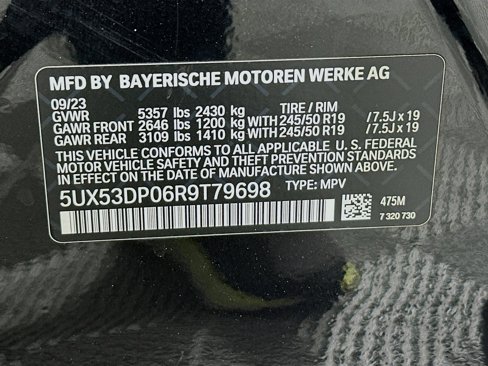 MFD BY BAYERISCHE MOTOREN WERKE AG
09/23
GVWR 5357 lbs 2430 kg TIRE / RIM
GAWR FRONT 2646 lbs 1200 KG WITH 245/50 R19 /7.5J x 19
GAWR REAR 3109 lbs 1410 kg WITH 245/50 R19 /7.5J x 19
THIS VEHICLE CONFORMS TO ALL APPLICABLE U. S. FEDERAL
MOTOR VEHICLE SAFETY AND THEFT PREVENTION STANDARDS
IN EFFECT ON THE DATE OF MANUFACTURE SHOWN ABOVE.
5UX53DP06R9T79698 TYPE: MPV
475M
7 320 730